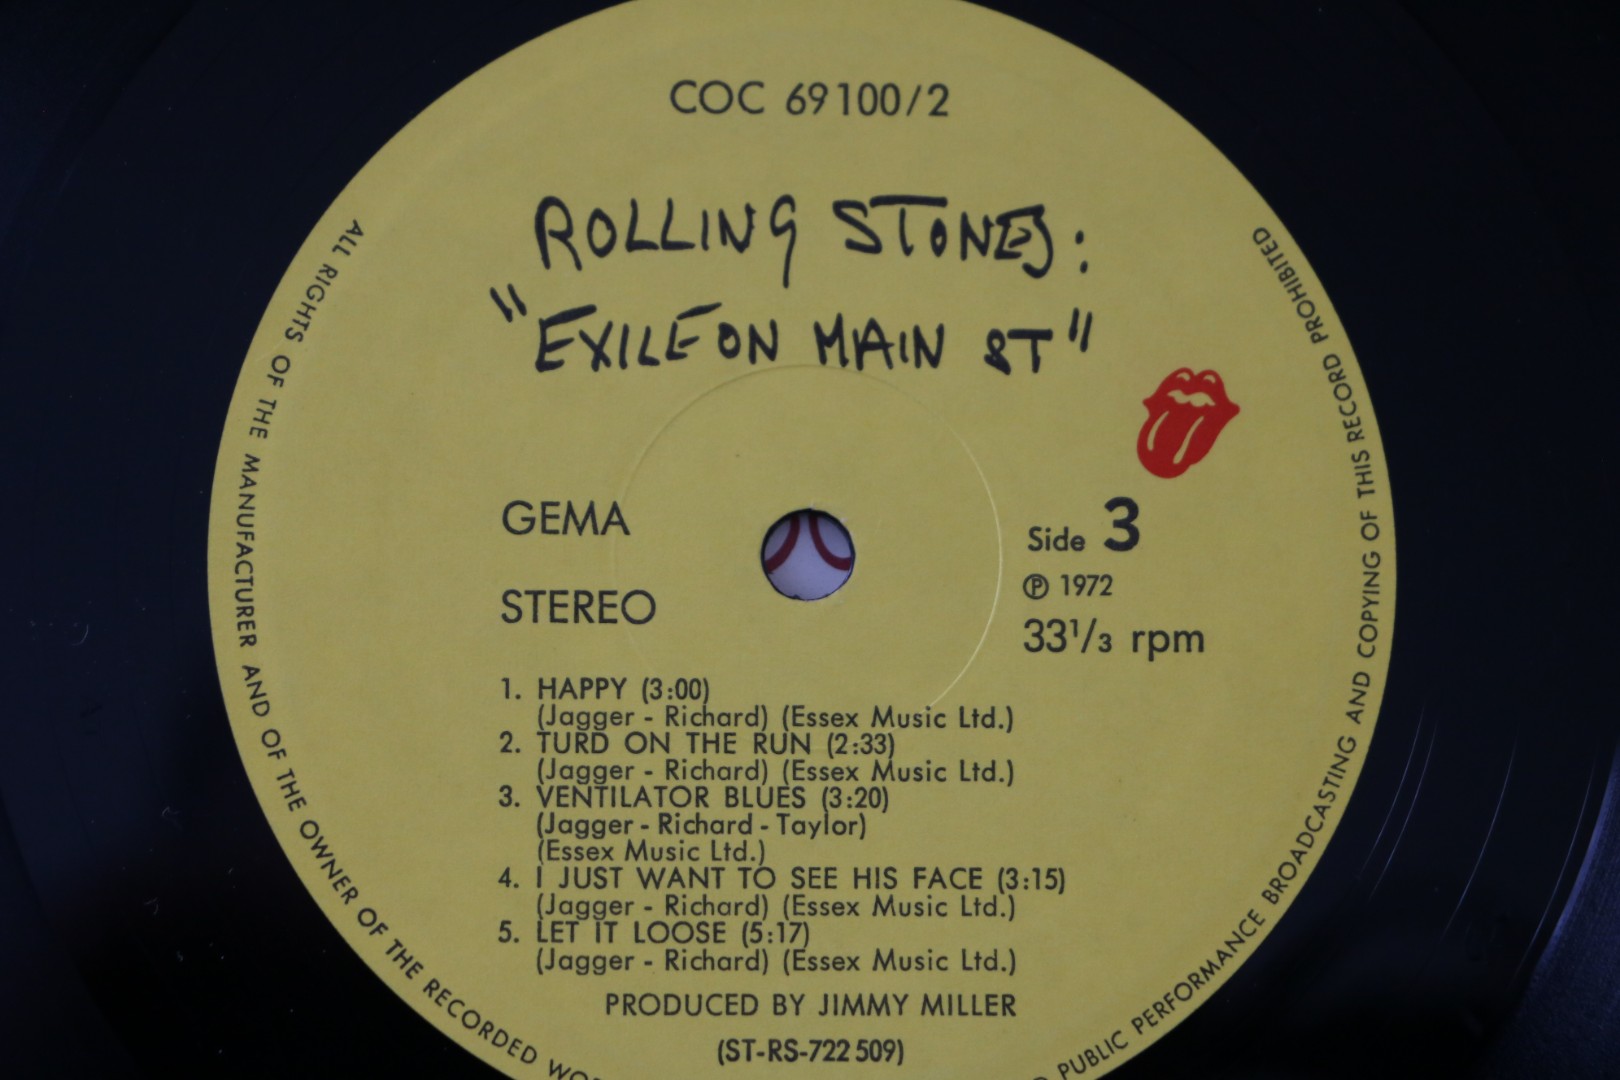 COC 69100/2
ROLLING STONES:
"EXILE ON MAIN ST"
GEMA
STEREO
Side 3
℗ 1972
33 1/3 rpm
1. HAPPY (3:00)
(Jagger - Richard) (Essex Music Ltd.)
2. TURD ON THE RUN (2:33)
(Jagger - Richard) (Essex Music Ltd.)
3. VENTILATOR BLUES (3:20)
(Jagger - Richard - Taylor)
(Essex Music Ltd.)
4. I JUST WANT TO SEE HIS FACE (3:15)
(Jagger - Richard) (Essex Music Ltd.)
5. LET IT LOOSE (5:17)
(Jagger - Richard) (Essex Music Ltd.)
PRODUCED BY JIMMY MILLER
(ST-RS-722 509)
ALL RIGHTS OF THE MANUFACTURER AND OF THE OWNER OF THE RECORDED
PUBLIC PERFORMANCE BROADCASTING AND COPYING OF THIS RECORD PROHIBITED